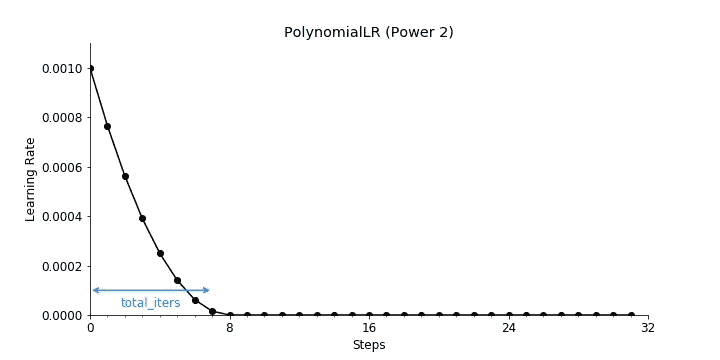 PolynomialLR (Power 2)
0.0010
0.0008
0.0006
0.0004
0.0002
0.0000
Learning Rate
total_iters
0 8 16 24 32
Steps